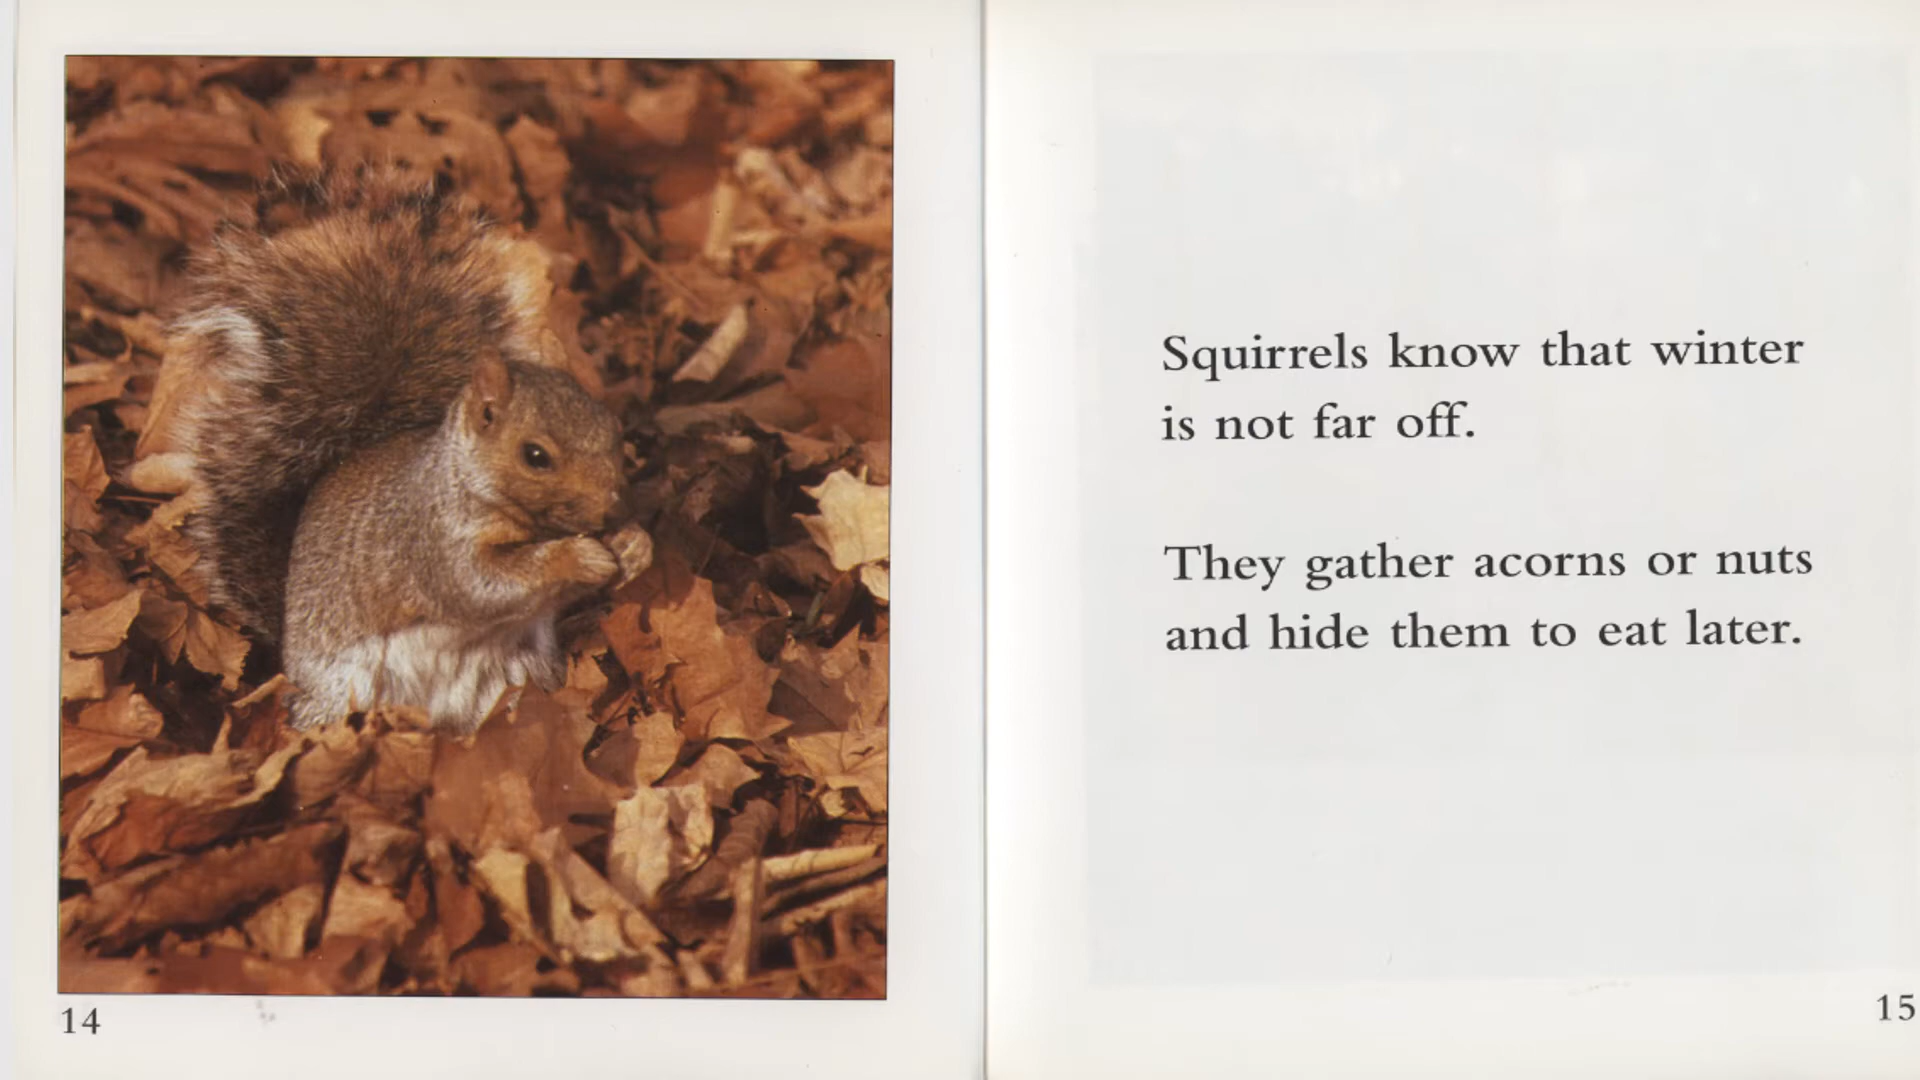 Squirrels know that winter
is not far off.
They gather acorns or nuts
and hide them to eat later.
14
15